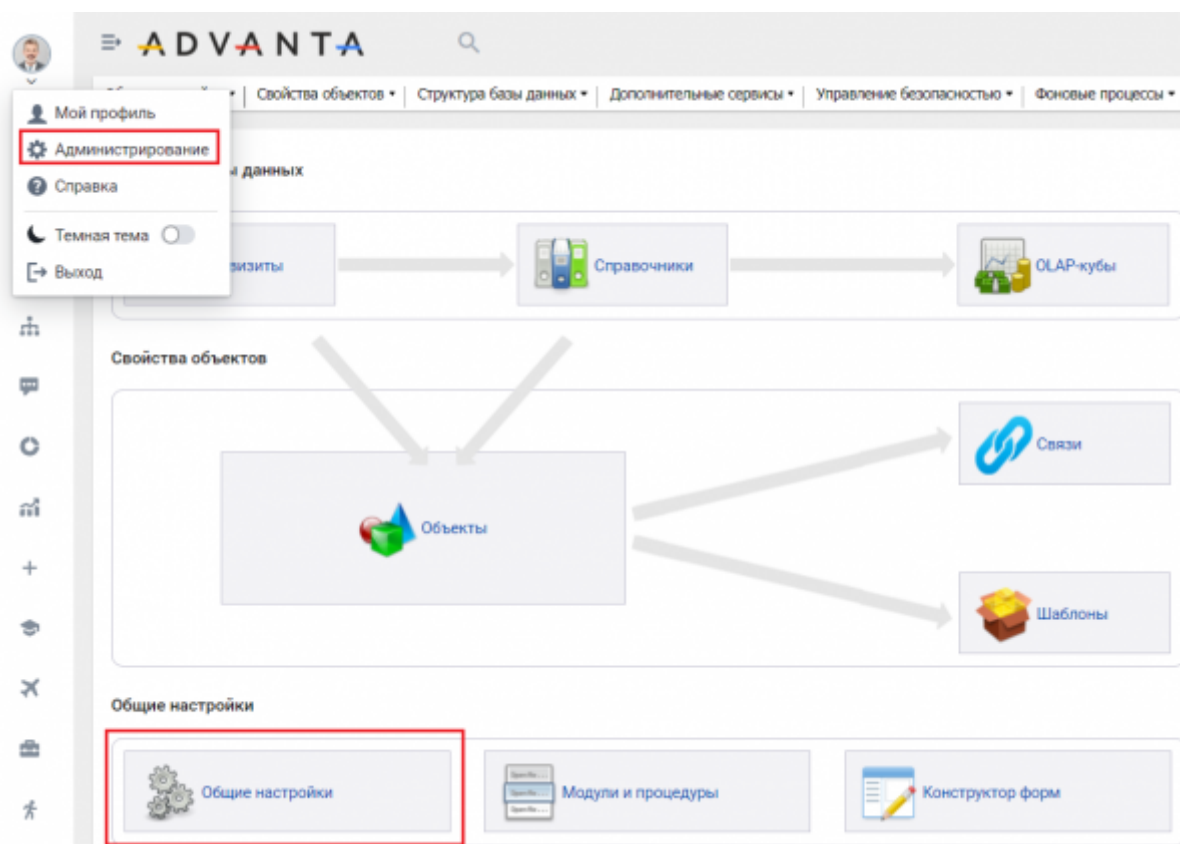 ADVANTA
Свойства объектов
Структура базы данных
Дополнительные сервисы
Управление безопасностью
Фоновые процессы
Мой профиль
Администрирование
Справка
Темная тема
Выход
данных
Справочники
OLAP-кубы
Свойства объектов
Объекты
Связи
Шаблоны
Общие настройки
Общие настройки
Модули и процедуры
Конструктор форм